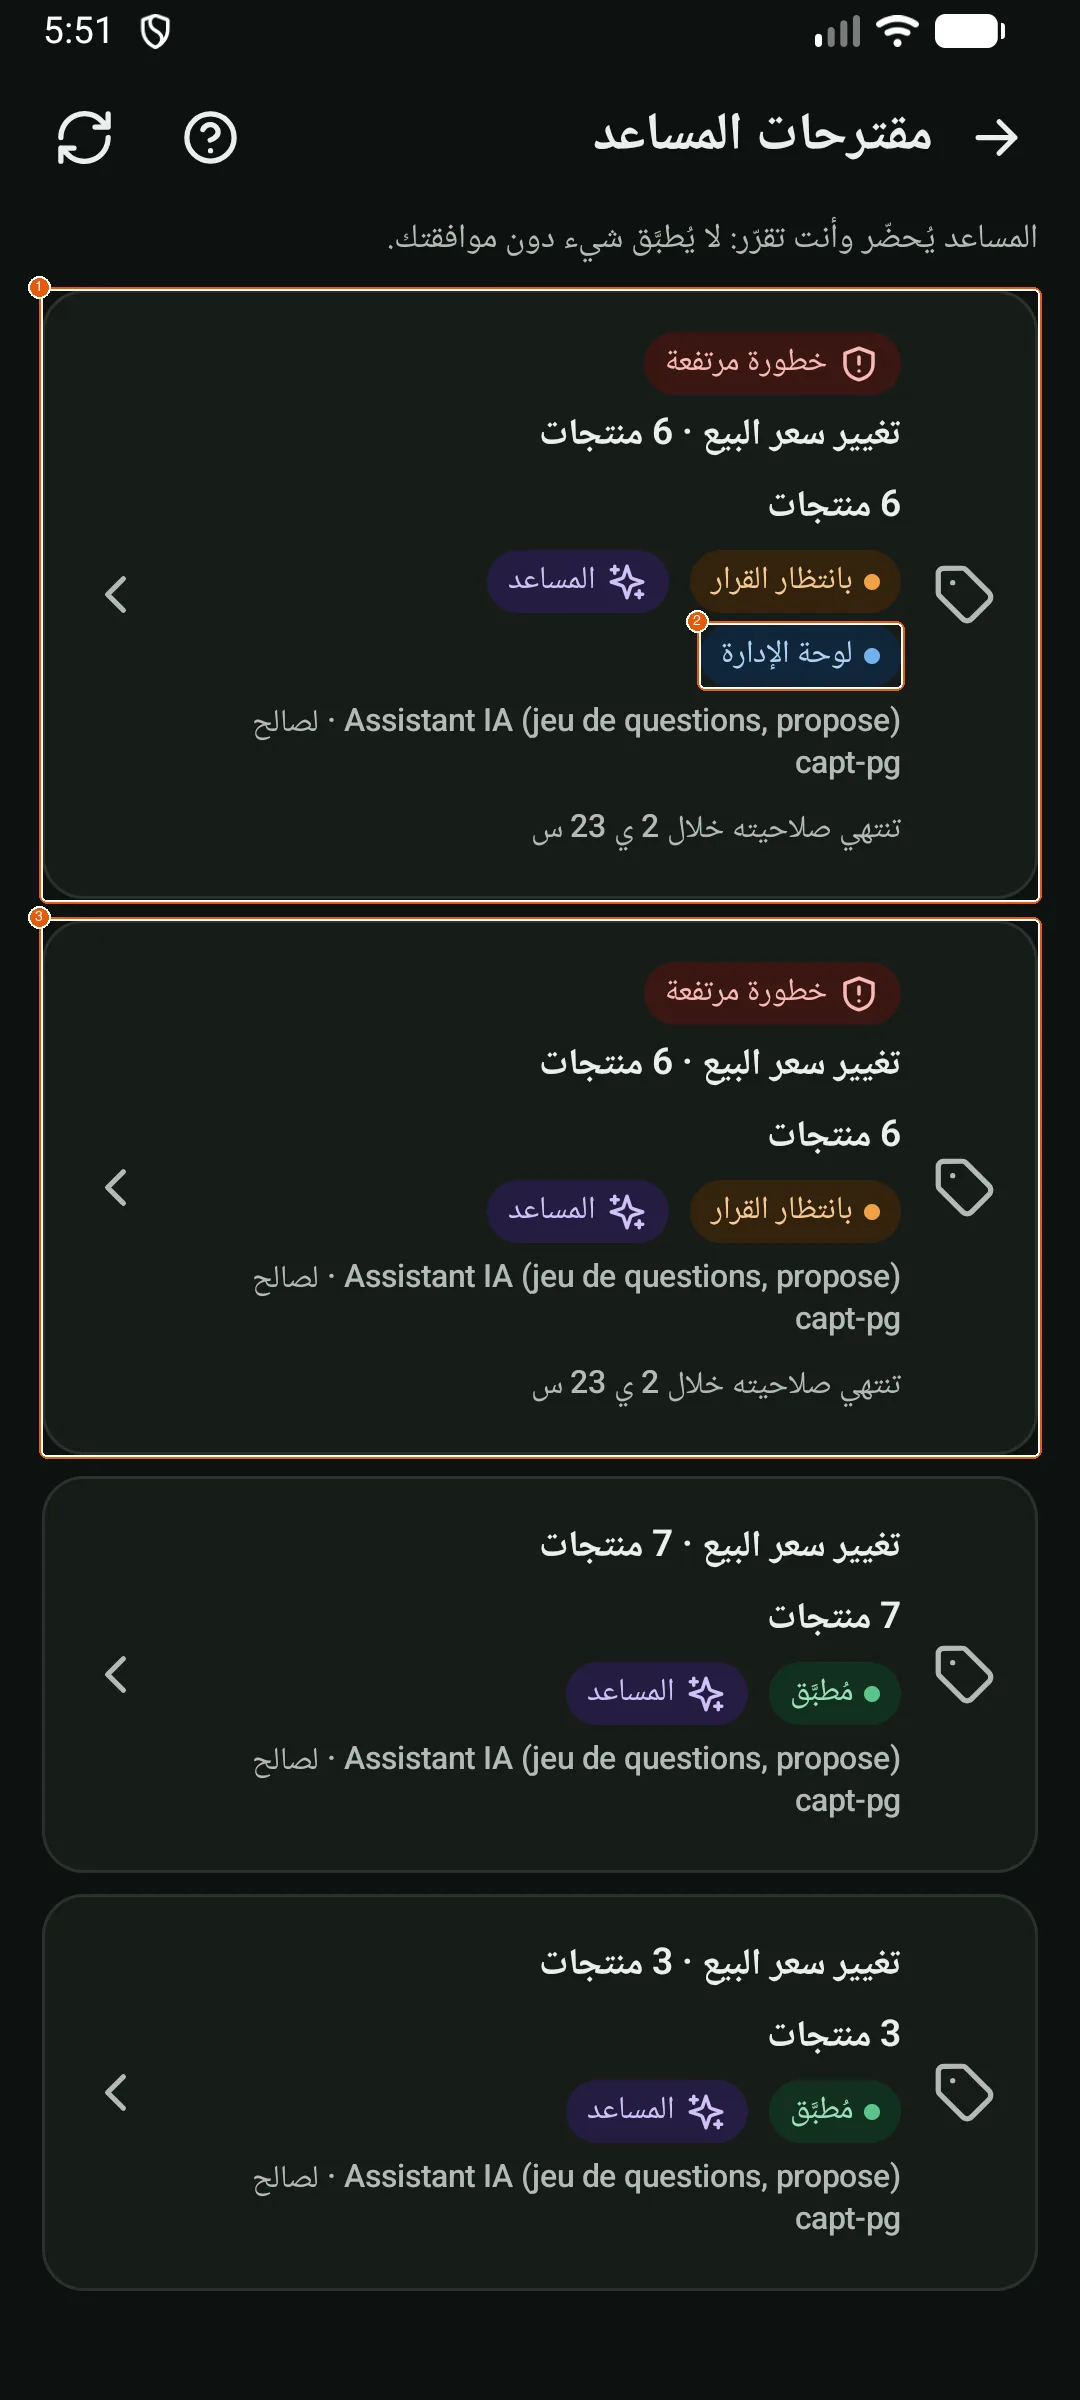 5:51
مقترحات المساعد
المساعد يُحضّر وأنت تقرّر: لا يُطبَّق شيء دون موافقتك.
1
خطورة مرتفعة
تغيير سعر البيع · 6 منتجات
6 منتجات
بانتظار القرار
المساعد
2
لوحة الإدارة
Assistant IA (jeu de questions, propose) · لصالح
capt-pg
تنتهي صلاحيته خلال 2 ي 23 س
3
خطورة مرتفعة
تغيير سعر البيع · 6 منتجات
6 منتجات
بانتظار القرار
المساعد
Assistant IA (jeu de questions, propose) · لصالح
capt-pg
تنتهي صلاحيته خلال 2 ي 23 س
تغيير سعر البيع · 7 منتجات
7 منتجات
مُطبَّق
المساعد
Assistant IA (jeu de questions, propose) · لصالح
capt-pg
تغيير سعر البيع · 3 منتجات
3 منتجات
مُطبَّق
المساعد
Assistant IA (jeu de questions, propose) · لصالح
capt-pg